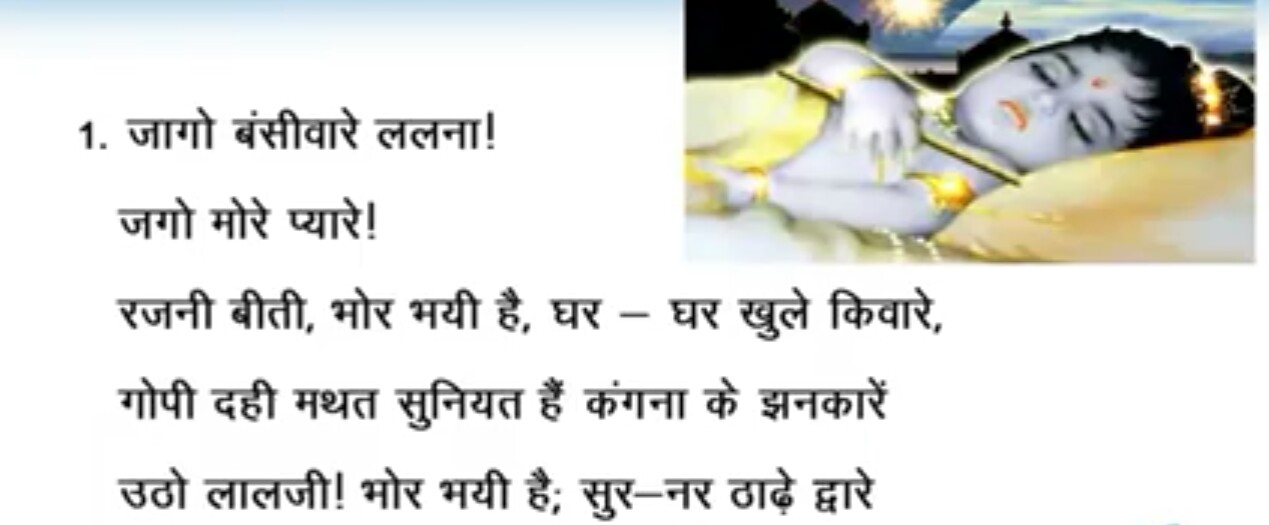 1. जागो बंसीवारे ललना!
जगो मोरे प्यारे!
रजनी बीती, भोर भयी है, घर – घर खुले किवारे,
गोपी दही मथत सुनियत हैं कंगना के झनकारें
उठो लालजी! भोर भयी है; सुर–नर ठाढ़े द्वारे